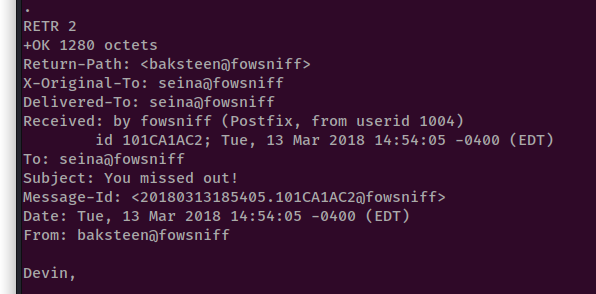 .
RETR 2
+OK 1280 octets
Return-Path: <baksteen@fowsniff>
X-Original-To: seina@fowsniff
Delivered-To: seina@fowsniff
Received: by fowsniff (Postfix, from userid 1004)
        id 101CA1AC2; Tue, 13 Mar 2018 14:54:05 -0400 (EDT)
To: seina@fowsniff
Subject: You missed out!
Message-Id: <20180313185405.101CA1AC2@fowsniff>
Date: Tue, 13 Mar 2018 14:54:05 -0400 (EDT)
From: baksteen@fowsniff

Devin,